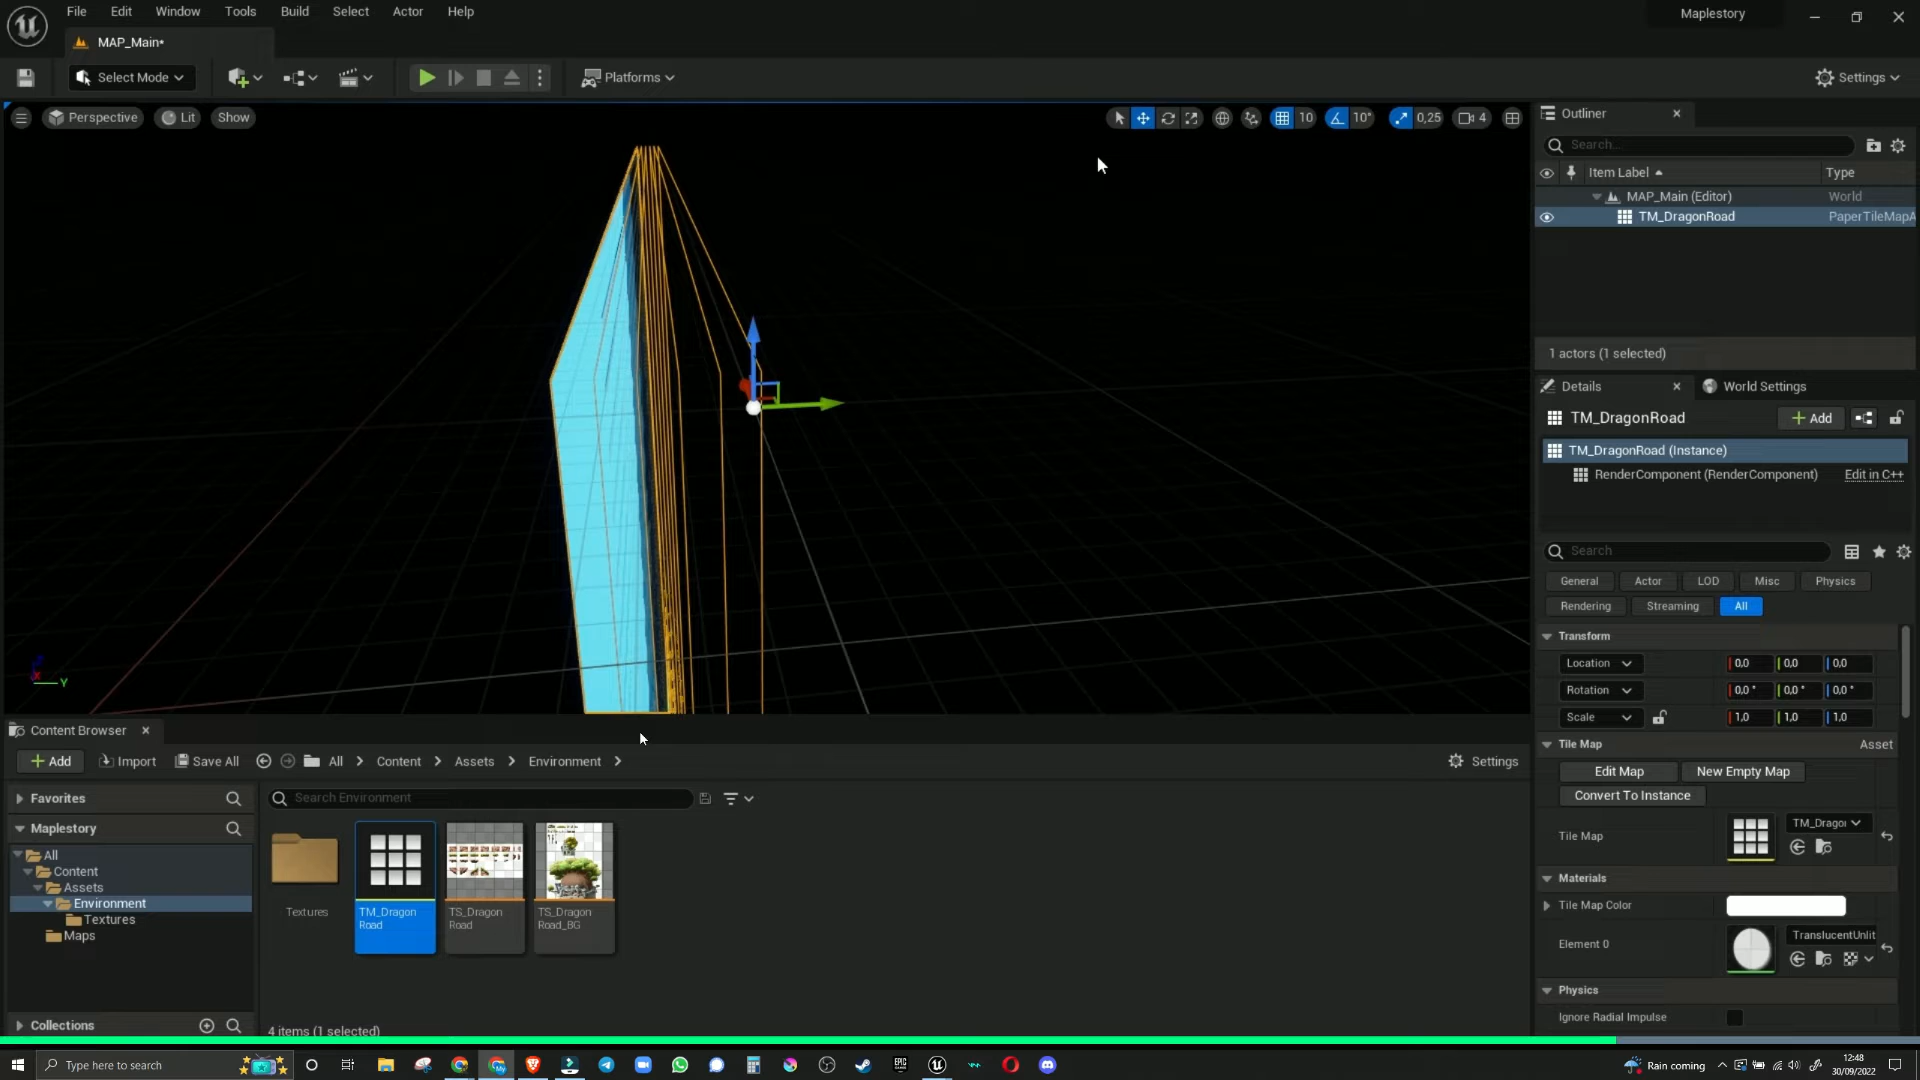 File Edit Window Tools Build Select Actor Help
Maplestory
MAP_Main*
Select Mode
Platforms
Settings
Perspective Lit Show
10 10° 0,25 4
Outliner
Search...
Item Label Type
MAP_Main (Editor) World
TM_DragonRoad PaperTileMapA
1 actors (1 selected)
Details World Settings
TM_DragonRoad Add
TM_DragonRoad (Instance)
RenderComponent (RenderComponent) Edit in C++
Search
General Actor LOD Misc Physics
Rendering Streaming All
Transform
Location 0,0 0,0 0,0
Rotation 0,0 ° 0,0 ° 0,0 °
Scale 1,0 1,0 1,0
Tile Map Asset
Edit Map New Empty Map
Convert To Instance
Tile Map TM_Dragor
Materials
Tile Map Color
Element 0 TranslucentUnlit
Physics
Ignore Radial Impulse
Y
Content Browser
Add Import Save All All Content Assets Environment Settings
Favorites
Search Environment
Maplestory
All
Content
Assets
Environment
Textures
Maps
Collections
Textures
TM_Dragon
Road
TS_Dragon
Road
TS_Dragon
Road_BG
4 items (1 selected)
Type here to search
Rain coming
12:48
30/09/2022